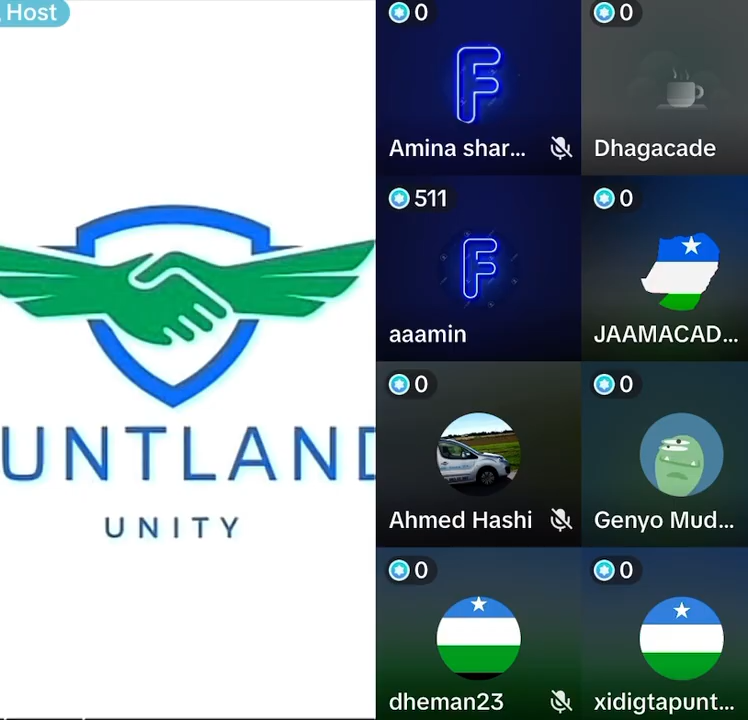 Host
UNTLAND
UNITY
0
F
Amina shar...
0
Dhagacade
511
F
aaamin
0
JAAMACAD...
0
Ahmed Hashi
0
Genyo Mud...
0
dheman23
0
xidigtapunt...